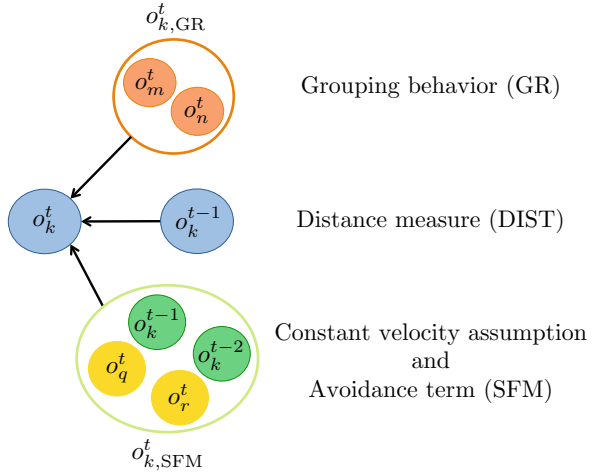 o^t_{k,GR}
o^t_m
o^t_n
Grouping behavior (GR)
o^t_k
o^{t-1}_k
Distance measure (DIST)
o^{t-1}_k
o^{t-2}_k
o^t_q
o^t_r
Constant velocity assumption
and
Avoidance term (SFM)
o^t_{k,SFM}